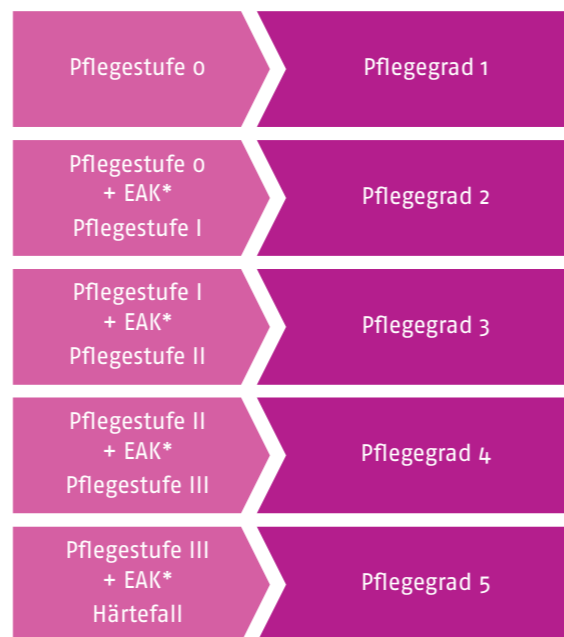 Pflegestufe 0
Pflegegrad 1
Pflegestufe 0
+ EAK*
Pflegestufe I
Pflegegrad 2
Pflegestufe I
+ EAK*
Pflegestufe II
Pflegegrad 3
Pflegestufe II
+ EAK*
Pflegestufe III
Pflegegrad 4
Pflegestufe III
+ EAK*
Härtefall
Pflegegrad 5